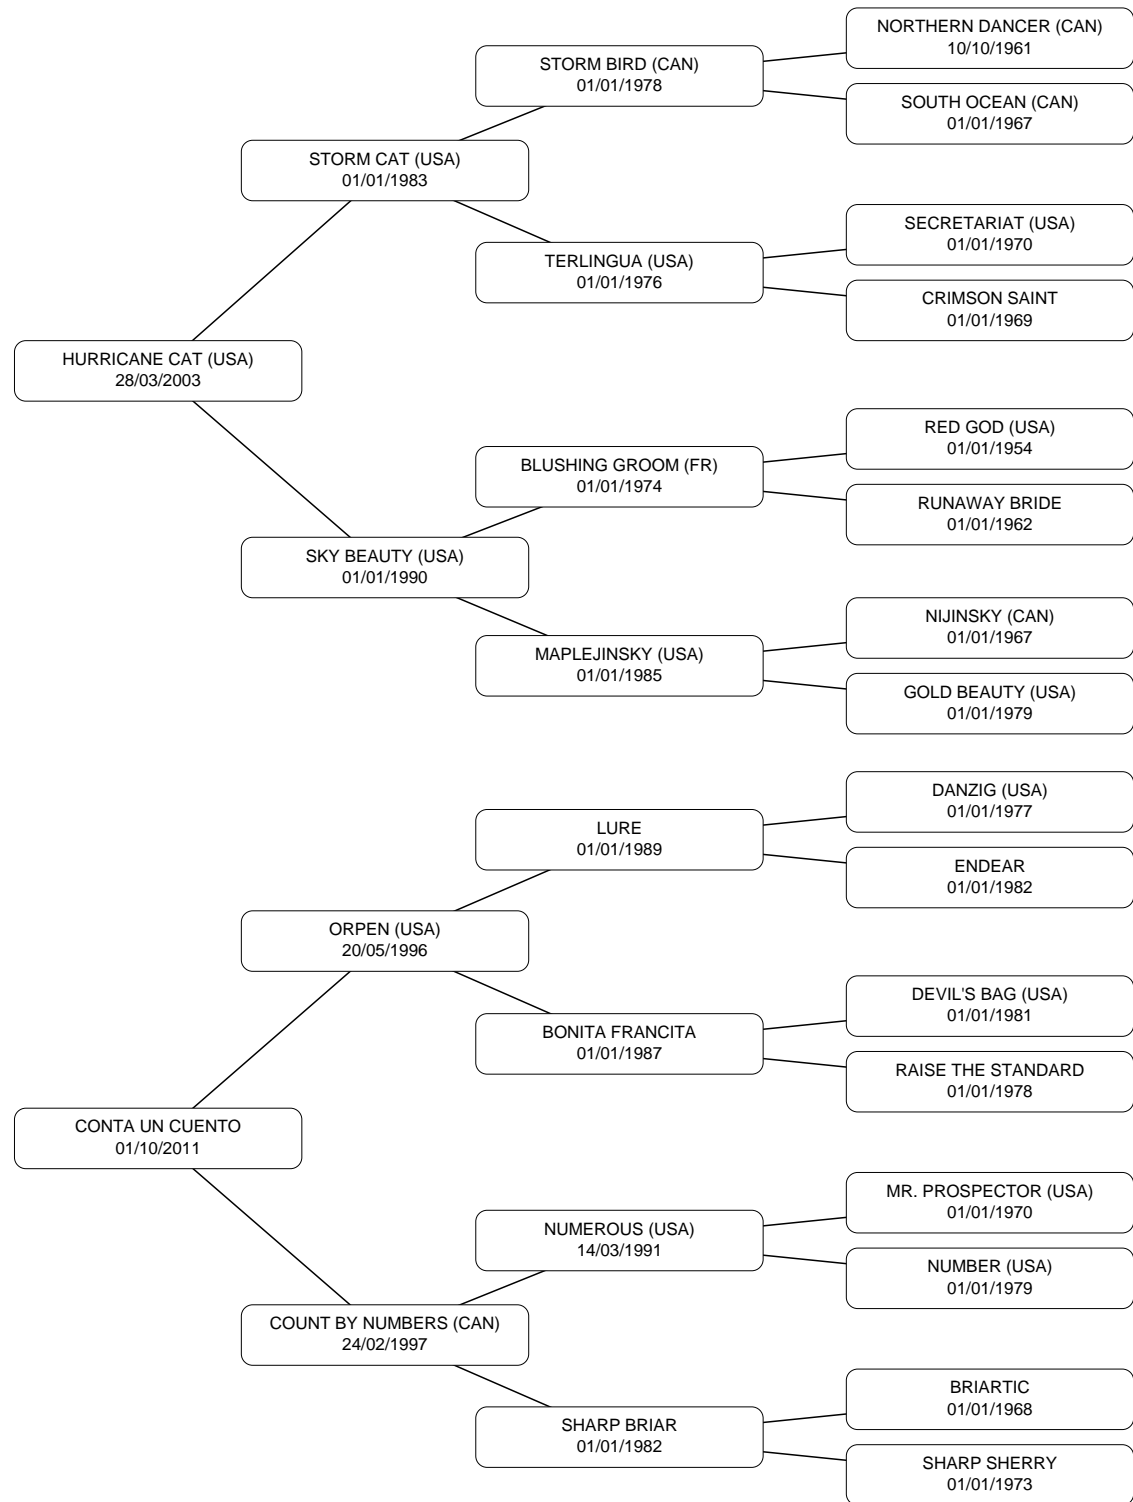 NORTHERN DANCER (CAN)
10/10/1961
STORM BIRD (CAN)
01/01/1978
SOUTH OCEAN (CAN)
01/01/1967
STORM CAT (USA)
01/01/1983
SECRETARIAT (USA)
01/01/1970
TERLINGUA (USA)
01/01/1976
CRIMSON SAINT
01/01/1969
HURRICANE CAT (USA)
28/03/2003
RED GOD (USA)
01/01/1954
BLUSHING GROOM (FR)
01/01/1974
RUNAWAY BRIDE
01/01/1962
SKY BEAUTY (USA)
01/01/1990
NIJINSKY (CAN)
01/01/1967
MAPLEJINSKY (USA)
01/01/1985
GOLD BEAUTY (USA)
01/01/1979
DANZIG (USA)
01/01/1977
LURE
01/01/1989
ENDEAR
01/01/1982
ORPEN (USA)
20/05/1996
DEVIL'S BAG (USA)
01/01/1981
BONITA FRANCITA
01/01/1987
RAISE THE STANDARD
01/01/1978
CONTA UN CUENTO
01/10/2011
MR. PROSPECTOR (USA)
01/01/1970
NUMEROUS (USA)
14/03/1991
NUMBER (USA)
01/01/1979
COUNT BY NUMBERS (CAN)
24/02/1997
BRIARTIC
01/01/1968
SHARP BRIAR
01/01/1982
SHARP SHERRY
01/01/1973